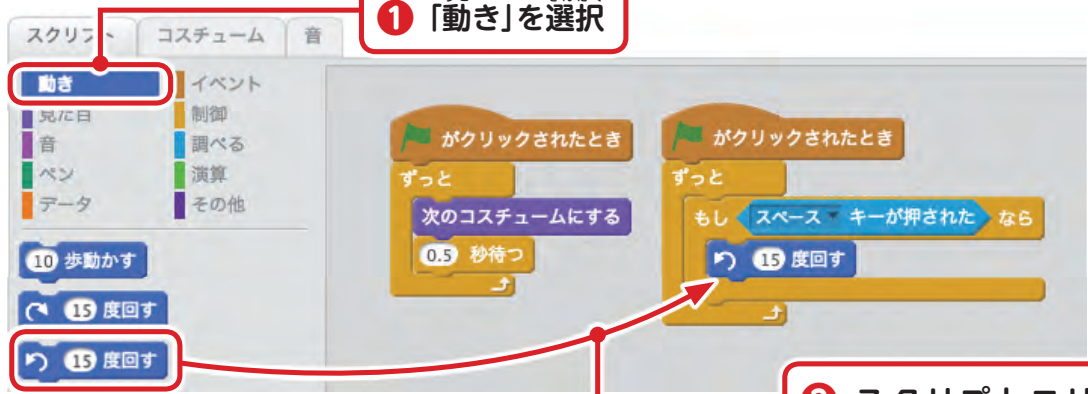 ❶「動き」を選択
スクリプト コスチューム 音
動き イベント
見た目 制御
音 調べる
ペン 演算
データ その他
10 歩動かす
15 度回す
15 度回す
がクリックされたとき
ずっと
次のコスチュームにする
0.5 秒待つ
がクリックされたとき
ずっと
もし スペース キーが押された なら
15 度回す